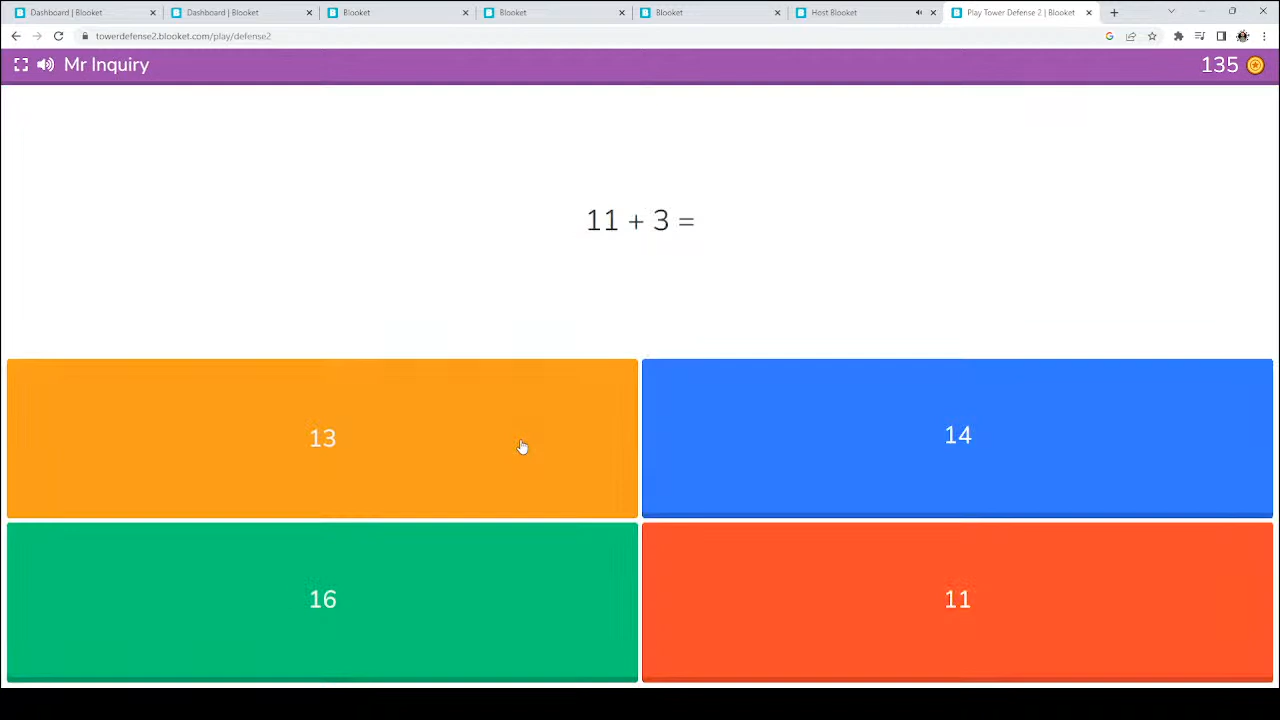 Dashboard | Blooket
Dashboard | Blooket
Blooket
Blooket
Blooket
Host Blooket
Play Tower Defense 2 | Blooket
towerdefense2.blooket.com/play/defense2
Mr Inquiry
135
11 + 3 =
13
14
16
11